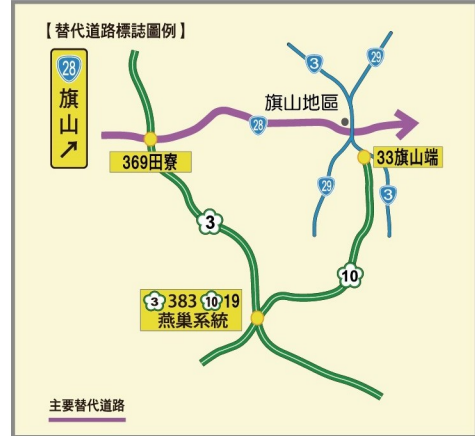 【替代道路標誌圖例】
28
旗山
↗
3
29
旗山地區
28
369田寮
33旗山端
29
3
3
10
3 383 10 19
燕巢系統
主要替代道路